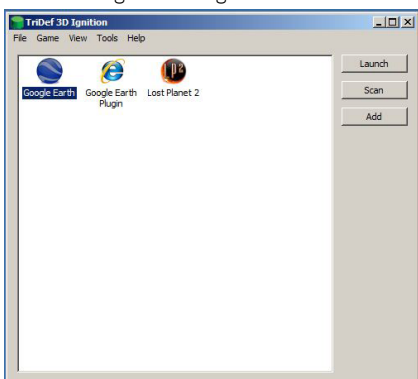 TriDef 3D Ignition
File Game View Tools Help
Launch
Scan
Add
Google Earth
Google Earth Plugin
Lost Planet 2